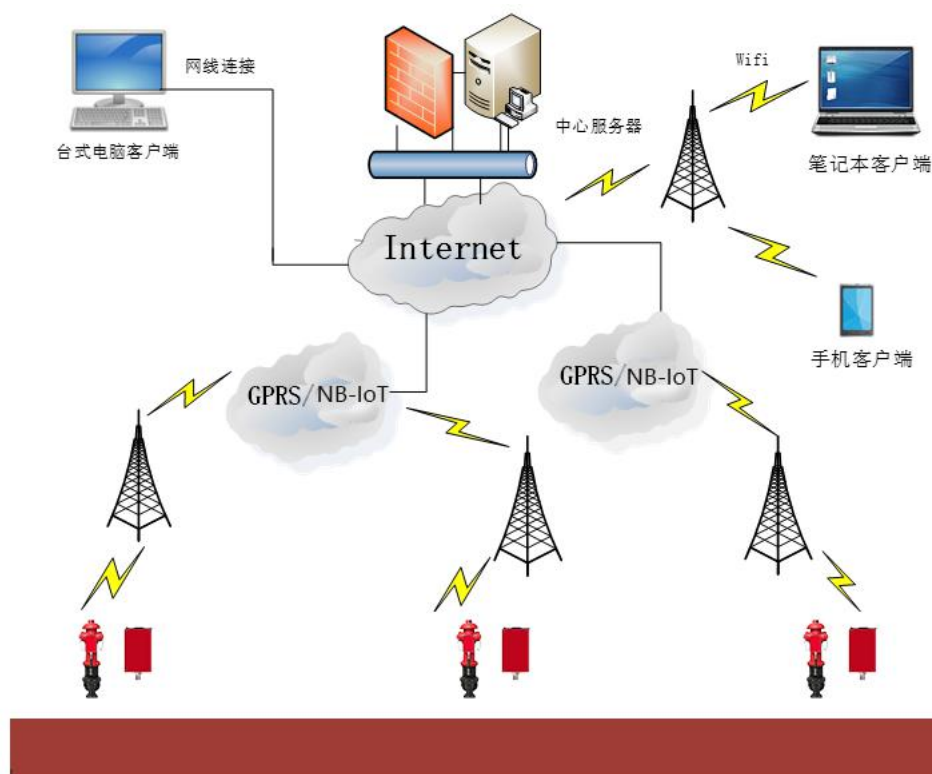 网线连接
Wifi
台式电脑客户端
中心服务器
笔记本客户端
Internet
手机客户端
GPRS/NB-IoT
GPRS/NB-IoT